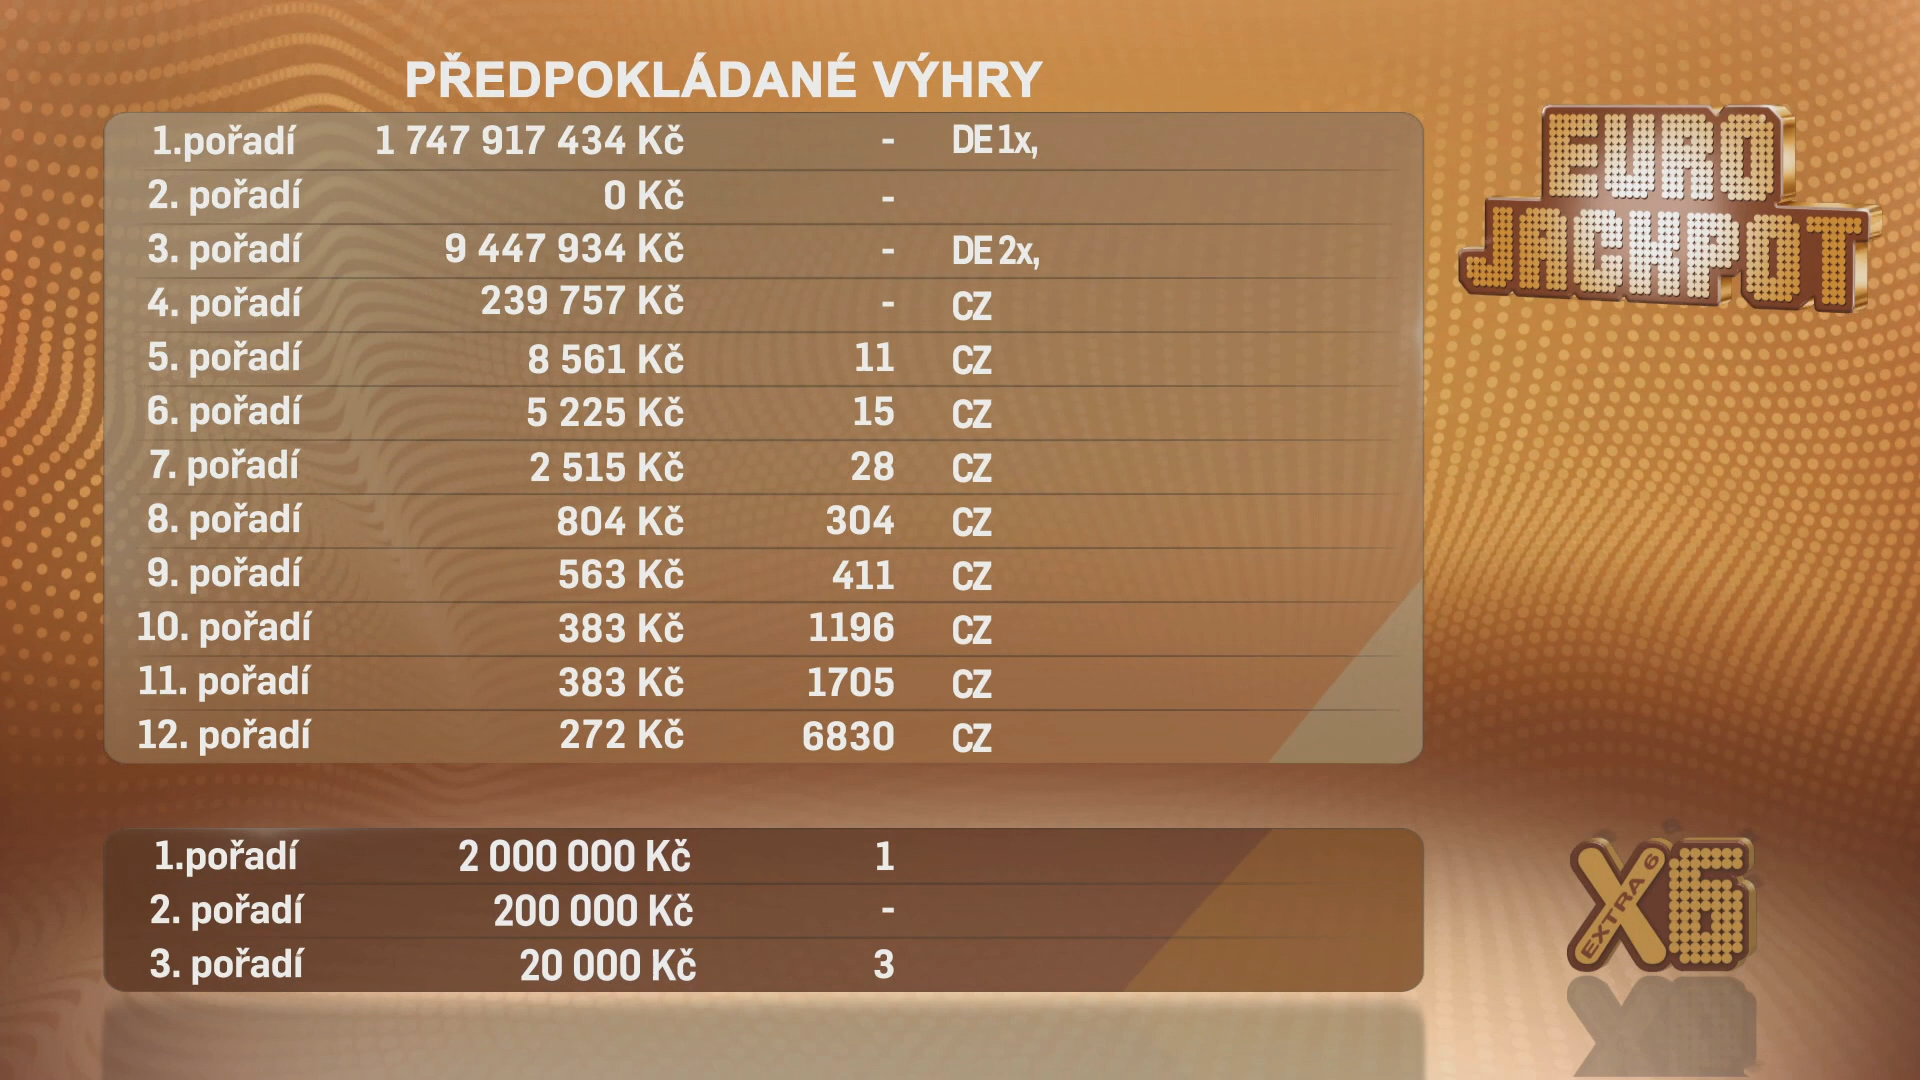 PŘEDPOKLÁDANÉ VÝHRY
1.pořadí 1 747 917 434 Kč - DE 1x,
2. pořadí 0 Kč -
3. pořadí 9 447 934 Kč - DE 2x,
4. pořadí 239 757 Kč - CZ
5. pořadí 8 561 Kč 11 CZ
6. pořadí 5 225 Kč 15 CZ
7. pořadí 2 515 Kč 28 CZ
8. pořadí 804 Kč 304 CZ
9. pořadí 563 Kč 411 CZ
10. pořadí 383 Kč 1196 CZ
11. pořadí 383 Kč 1705 CZ
12. pořadí 272 Kč 6830 CZ
EURO
JACKPOT
1.pořadí 2 000 000 Kč 1
2. pořadí 200 000 Kč -
3. pořadí 20 000 Kč 3
X6
EXTRA 6